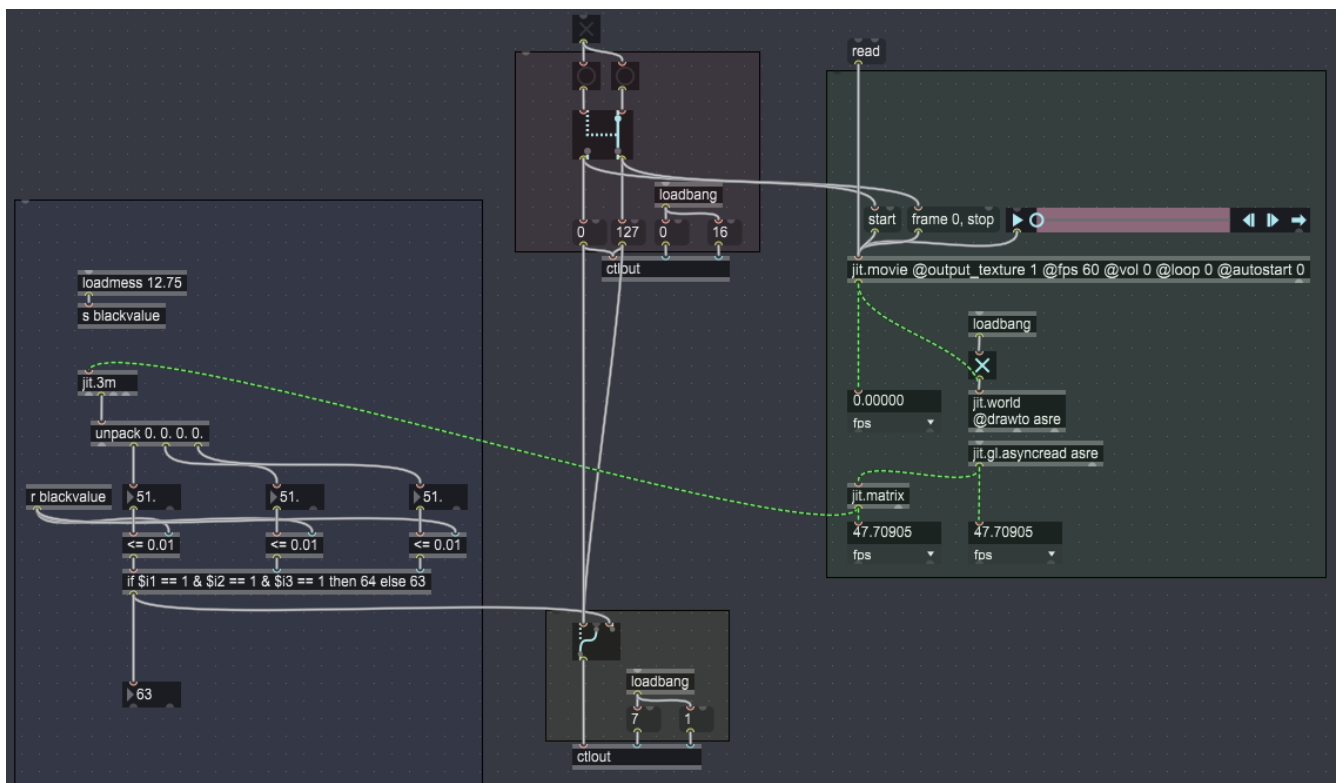 read
loadbang
start
frame 0, stop
0
127
0
16
ctlout
jit.movie @output_texture 1 @fps 60 @vol 0 @loop 0 @autostart 0
loadmess 12.75
s blackvalue
loadbang
jit.3m
0.00000
fps
jit.world
@drawto asre
unpack 0. 0. 0. 0.
jit.gl.asyncread asre
r blackvalue
51.
51.
51.
jit.matrix
<= 0.01
<= 0.01
<= 0.01
47.70905
fps
47.70905
fps
if $i1 == 1 & $i2 == 1 & $i3 == 1 then 64 else 63
63
loadbang
7
1
ctlout